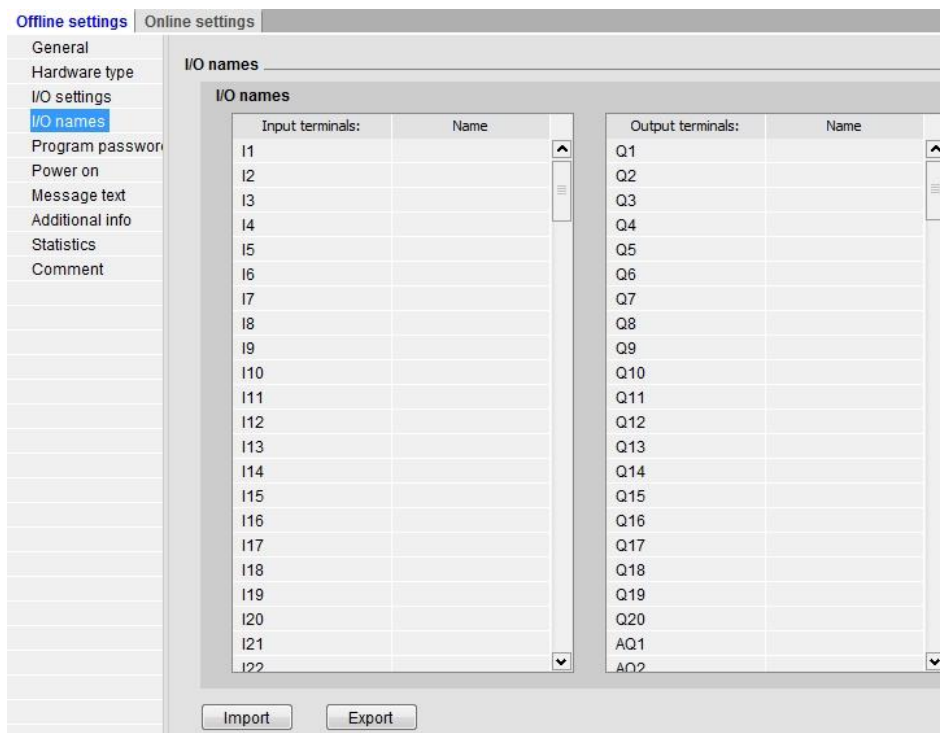 Offline settings
Online settings
General
Hardware type
I/O settings
I/O names
Program passwor
Power on
Message text
Additional info
Statistics
Comment
I/O names
I/O names
Input terminals: Name
I1
I2
I3
I4
I5
I6
I7
I8
I9
I10
I11
I12
I13
I14
I15
I16
I17
I18
I19
I20
I21
I22
Output terminals: Name
Q1
Q2
Q3
Q4
Q5
Q6
Q7
Q8
Q9
Q10
Q11
Q12
Q13
Q14
Q15
Q16
Q17
Q18
Q19
Q20
AQ1
AQ2
Import
Export